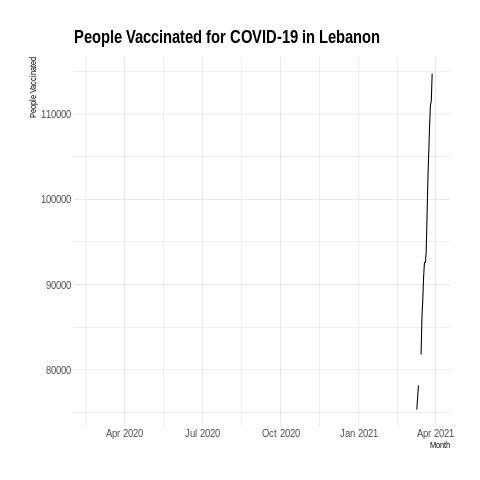 People Vaccinated for COVID-19 in Lebanon
People Vaccinated
110000
100000
90000
80000
Apr 2020 Jul 2020 Oct 2020 Jan 2021 Apr 2021
Month